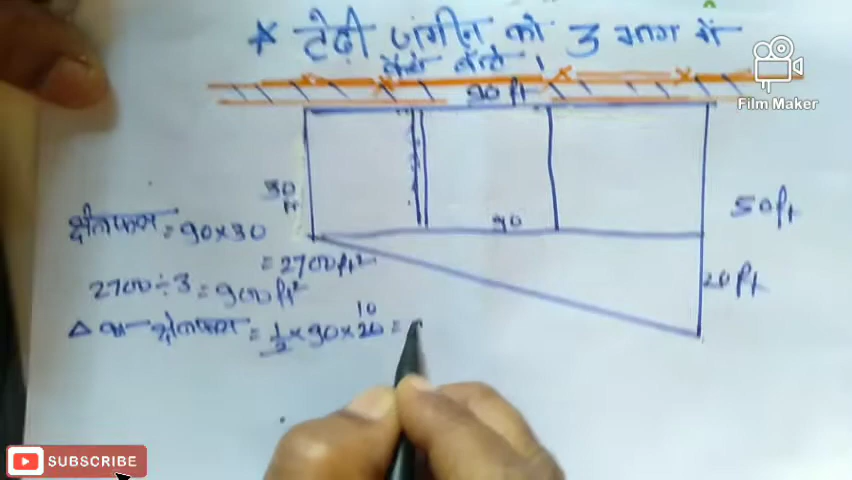 * टेढ़ी जमीन को 3 भाग में
कैसे बाँटे।
Film Maker
90 ft
30
ft
50 ft
90
क्षेत्रफल = 90×30
= 2700 ft²
20 ft
2700 ÷ 3 = 900 ft²
10
△ का क्षेत्रफल = 1/2 × 90 × 20 =
SUBSCRIBE